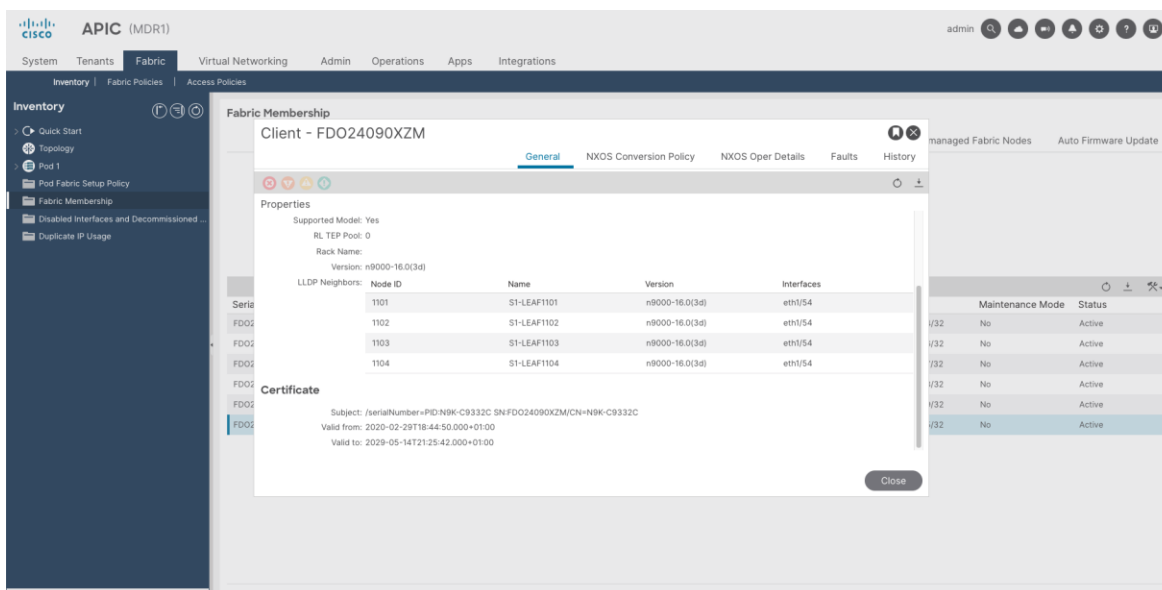 CISCO APIC (MDR1) admin
System Tenants Fabric Virtual Networking Admin Operations Apps Integrations
Inventory | Fabric Policies | Access Policies
Inventory
Quick Start
Topology
Pod 1
Pod Fabric Setup Policy
Fabric Membership
Disabled Interfaces and Decommissioned ...
Duplicate IP Usage
Fabric Membership
Client - FDO24090XZM
General NXOS Conversion Policy NXOS Oper Details Faults History
Properties
Supported Model: Yes
RL TEP Pool: 0
Rack Name:
Version: n9000-16.0(3d)
LLDP Neighbors: Node ID Name Version Interfaces
1101 S1-LEAF1101 n9000-16.0(3d) eth1/54
1102 S1-LEAF1102 n9000-16.0(3d) eth1/54
1103 S1-LEAF1103 n9000-16.0(3d) eth1/54
1104 S1-LEAF1104 n9000-16.0(3d) eth1/54
Certificate
Subject: /serialNumber=PID:N9K-C9332C SN:FDO24090XZM/CN=N9K-C9332C
Valid from: 2020-02-29T18:44:50.000+01:00
Valid to: 2029-05-14T21:25:42.000+01:00
Close
Fabric Nodes Auto Firmware Update
Maintenance Mode Status
/32 No Active
/32 No Active
/32 No Active
/32 No Active
/32 No Active
/32 No Active